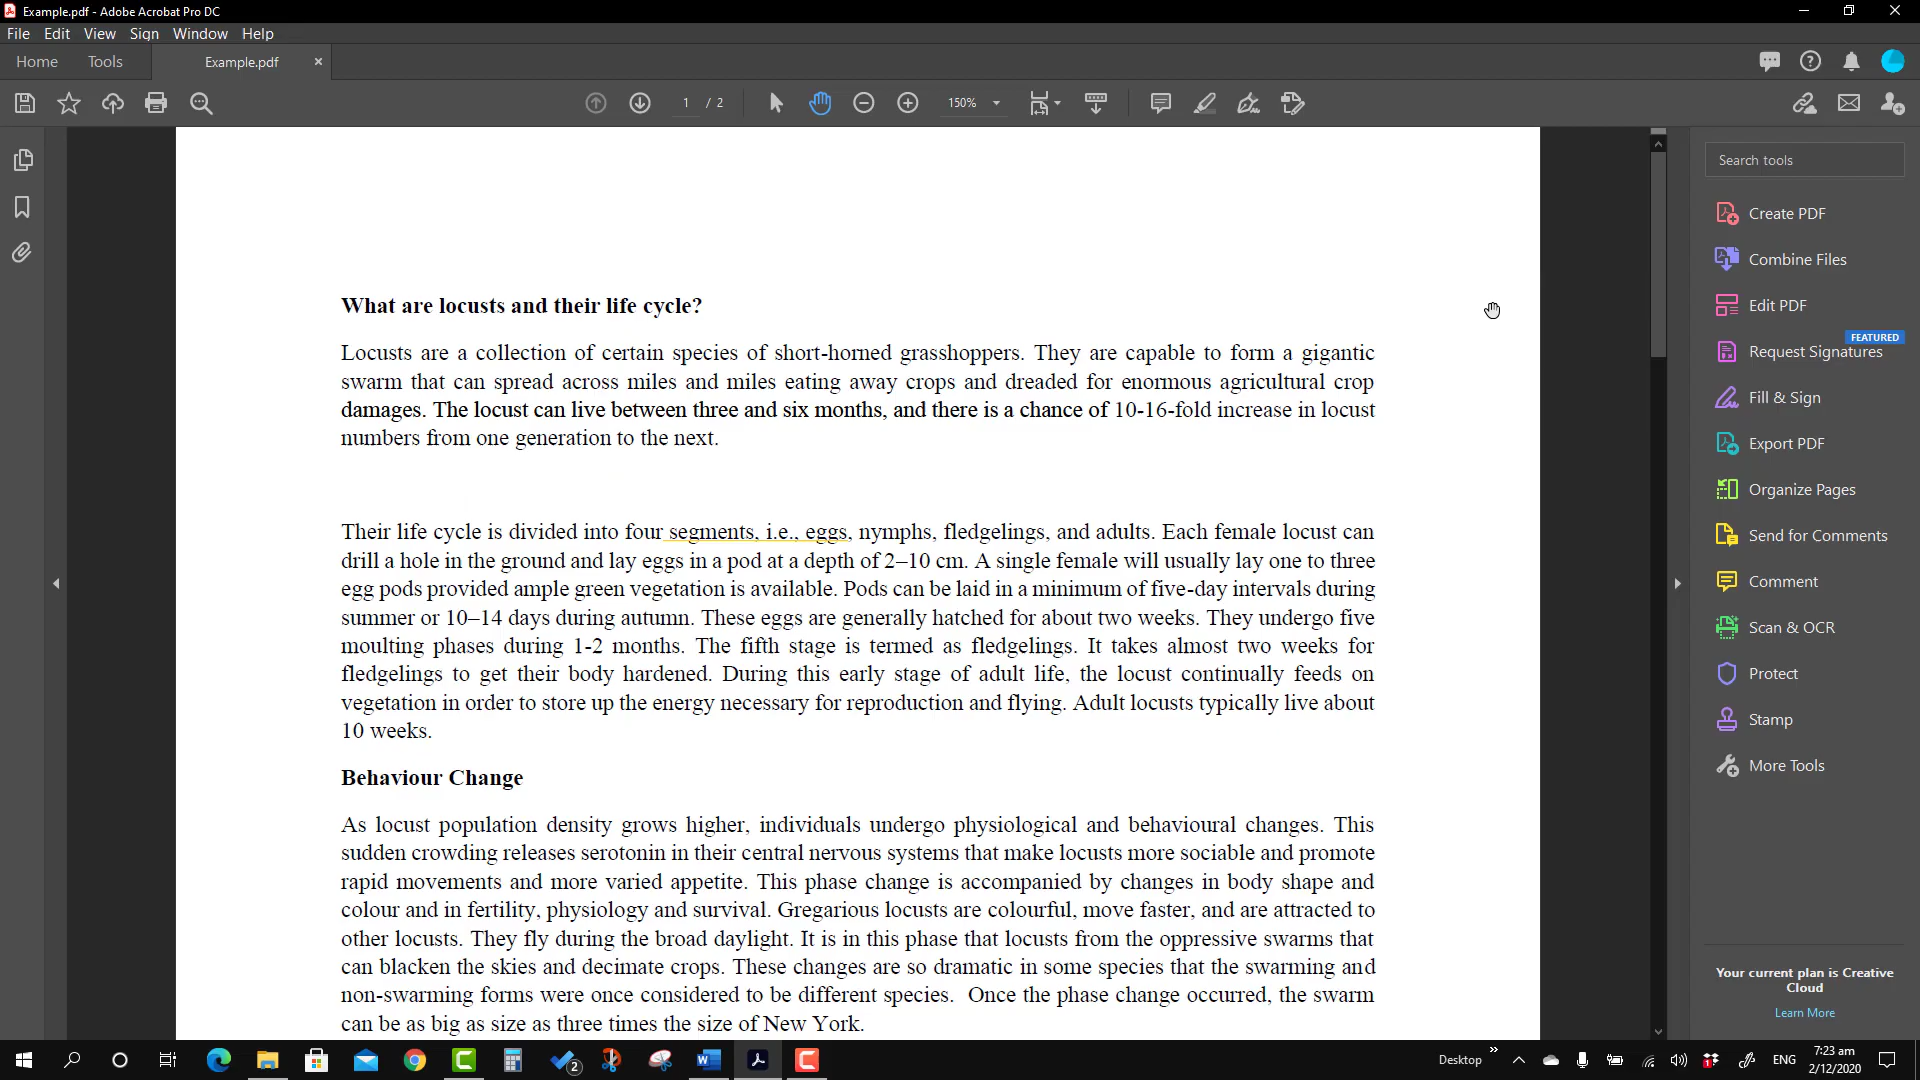 Example.pdf - Adobe Acrobat Pro DC
File Edit View Sign Window Help
Home Tools Example.pdf
1 / 2 150%
Search tools
Create PDF
Combine Files
Edit PDF
FEATURED
Request Signatures
Fill & Sign
Export PDF
Organize Pages
Send for Comments
Comment
Scan & OCR
Protect
Stamp
More Tools
Your current plan is Creative
Cloud
Learn More
What are locusts and their life cycle?
Locusts are a collection of certain species of short-horned grasshoppers. They are capable to form a gigantic
swarm that can spread across miles and miles eating away crops and dreaded for enormous agricultural crop
damages. The locust can live between three and six months, and there is a chance of 10-16-fold increase in locust
numbers from one generation to the next.
Their life cycle is divided into four segments, i.e., eggs, nymphs, fledgelings, and adults. Each female locust can
drill a hole in the ground and lay eggs in a pod at a depth of 2–10 cm. A single female will usually lay one to three
egg pods provided ample green vegetation is available. Pods can be laid in a minimum of five-day intervals during
summer or 10–14 days during autumn. These eggs are generally hatched for about two weeks. They undergo five
moulting phases during 1-2 months. The fifth stage is termed as fledgelings. It takes almost two weeks for
fledgelings to get their body hardened. During this early stage of adult life, the locust continually feeds on
vegetation in order to store up the energy necessary for reproduction and flying. Adult locusts typically live about
10 weeks.
Behaviour Change
As locust population density grows higher, individuals undergo physiological and behavioural changes. This
sudden crowding releases serotonin in their central nervous systems that make locusts more sociable and promote
rapid movements and more varied appetite. This phase change is accompanied by changes in body shape and
colour and in fertility, physiology and survival. Gregarious locusts are colourful, move faster, and are attracted to
other locusts. They fly during the broad daylight. It is in this phase that locusts from the oppressive swarms that
can blacken the skies and decimate crops. These changes are so dramatic in some species that the swarming and
non-swarming forms were once considered to be different species. Once the phase change occurred, the swarm
can be as big as size as three times the size of New York.
2
Desktop ENG 7:23 am
2/12/2020